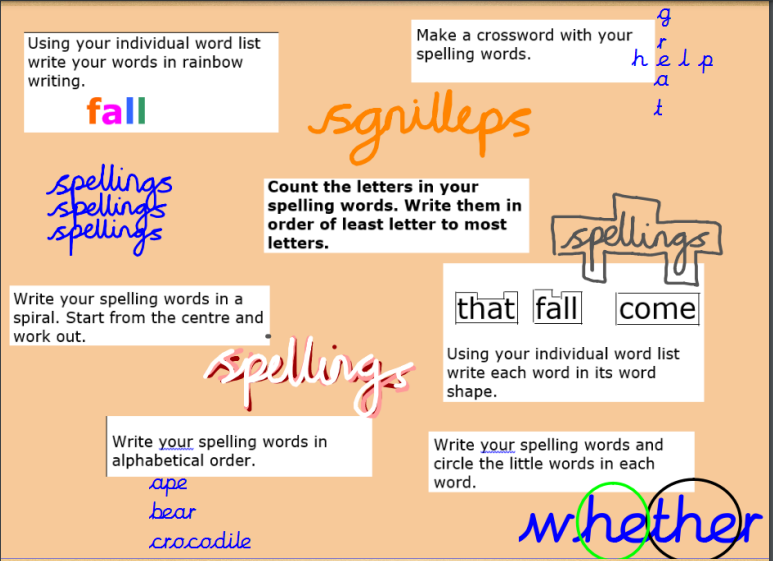 Using your individual word list
write your words in rainbow
writing.
fall
Make a crossword with your
spelling words.
g
r
help
a
t
sgnilleps
spellings
spellings
spellings
Count the letters in your
spelling words. Write them in
order of least letter to most
letters.
spellings
that fall come
Using your individual word list
write each word in its word
shape.
Write your spelling words in a
spiral. Start from the centre and
work out.
spellings
Write your spelling words in
alphabetical order.
ape
bear
crocodile
Write your spelling words and
circle the little words in each
word.
whether